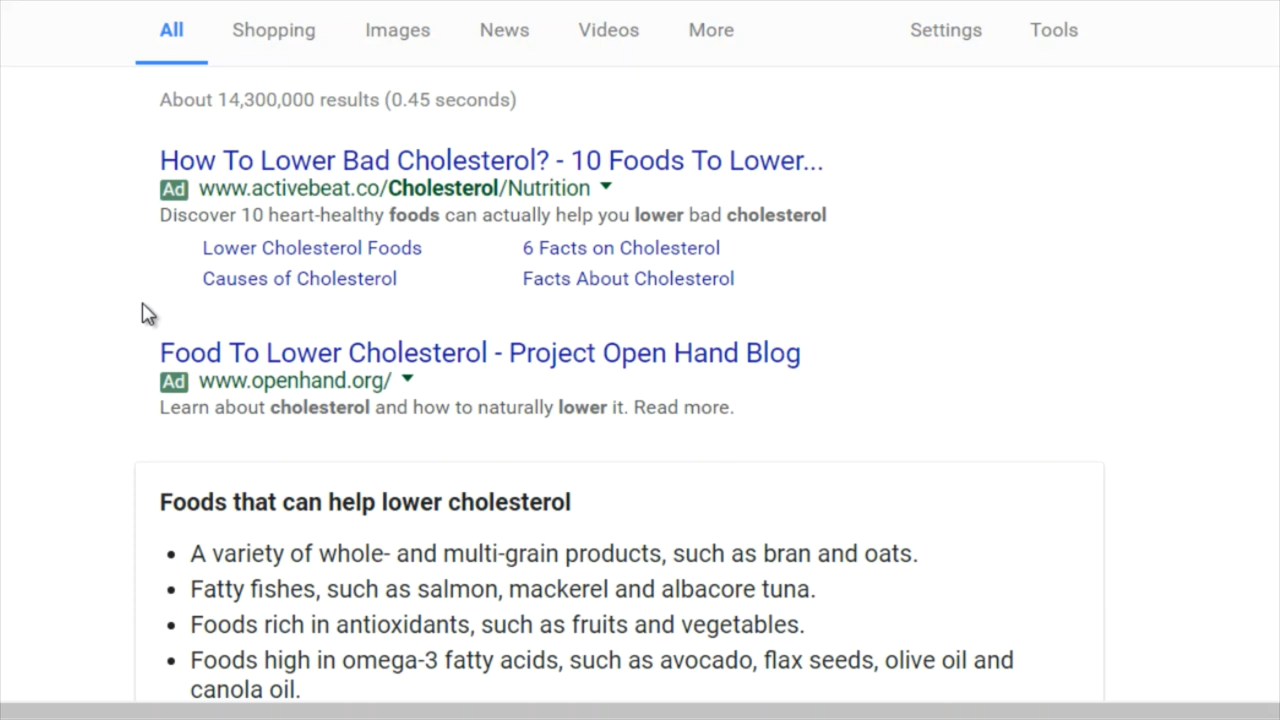 All Shopping Images News Videos More Settings Tools
About 14,300,000 results (0.45 seconds)
How To Lower Bad Cholesterol? - 10 Foods To Lower...
Ad www.activebeat.co/Cholesterol/Nutrition
Discover 10 heart-healthy foods can actually help you lower bad cholesterol
Lower Cholesterol Foods 6 Facts on Cholesterol
Causes of Cholesterol Facts About Cholesterol
Food To Lower Cholesterol - Project Open Hand Blog
Ad www.openhand.org/
Learn about cholesterol and how to naturally lower it. Read more.
Foods that can help lower cholesterol
• A variety of whole- and multi-grain products, such as bran and oats.
• Fatty fishes, such as salmon, mackerel and albacore tuna.
• Foods rich in antioxidants, such as fruits and vegetables.
• Foods high in omega-3 fatty acids, such as avocado, flax seeds, olive oil and
canola oil.